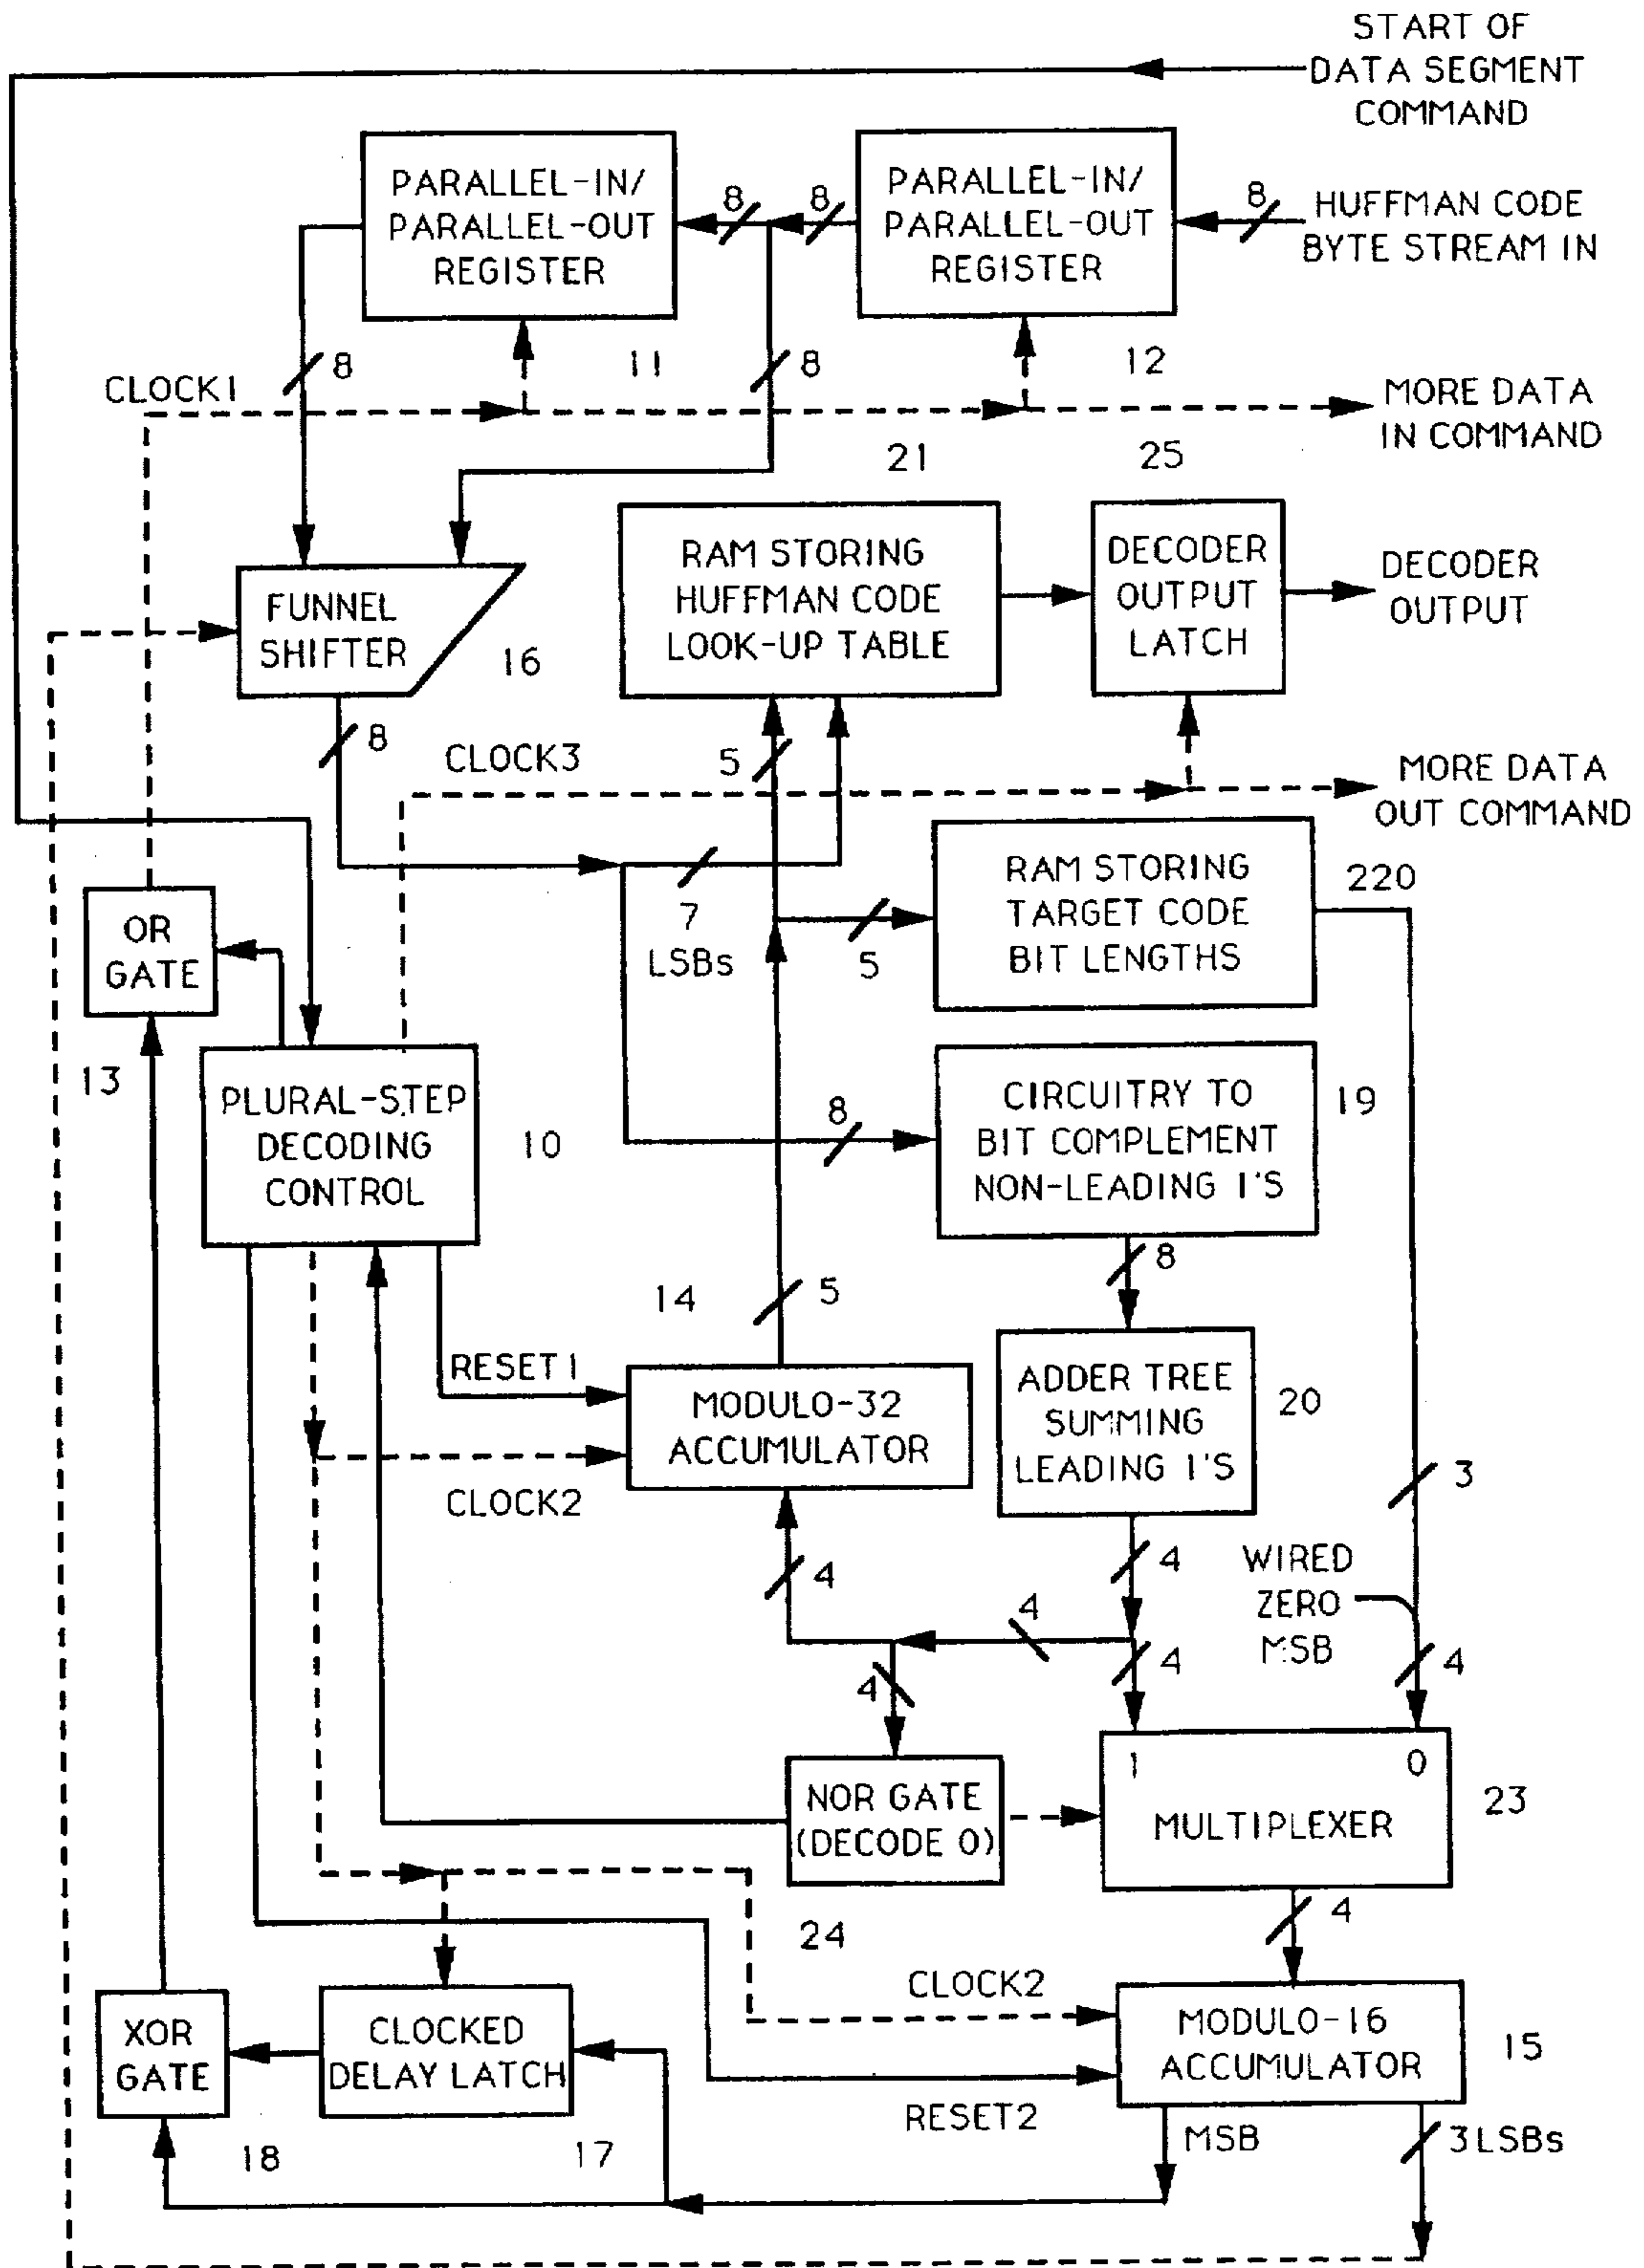 START OF
DATA SEGMENT
COMMAND
PARALLEL-IN/
PARALLEL-OUT
REGISTER
8
8
PARALLEL-IN/
PARALLEL-OUT
REGISTER
8
HUFFMAN CODE
BYTE STREAM IN
CLOCK1
8
11
8
12
MORE DATA
IN COMMAND
21
25
FUNNEL
SHIFTER
16
RAM STORING
HUFFMAN CODE
LOOK-UP TABLE
DECODER
OUTPUT
LATCH
DECODER
OUTPUT
8
CLOCK3
5
MORE DATA
OUT COMMAND
7
LSBs
5
RAM STORING
TARGET CODE
BIT LENGTHS
220
OR
GATE
13
PLURAL-STEP
DECODING
CONTROL
10
8
CIRCUITRY TO
BIT COMPLEMENT
NON-LEADING 1'S
19
8
14
5
RESET1
MODULO-32
ACCUMULATOR
ADDER TREE
SUMMING
LEADING 1'S
20
CLOCK2
3
4
4
WIRED
ZERO
MSB
4
4
4
4
NOR GATE
(DECODE 0)
1
0
MULTIPLEXER
23
24
4
CLOCK2
XOR
GATE
CLOCKED
DELAY LATCH
MODULO-16
ACCUMULATOR
15
RESET2
18
17
MSB
3 LSBs